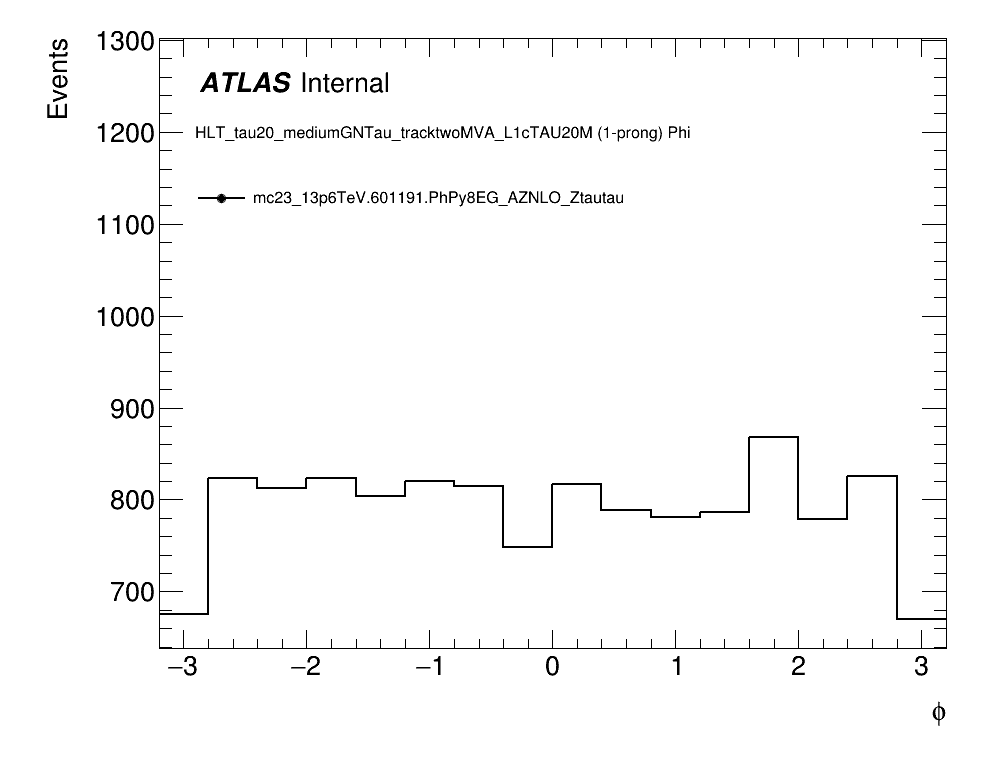 Events
1300
1200
1100
1000
900
800
700
ATLAS Internal
HLT_tau20_mediumGNTau_tracktwoMVA_L1cTAU20M (1-prong) Phi
mc23_13p6TeV.601191.PhPy8EG_AZNLO_Ztautau
−3 −2 −1 0 1 2 3
ϕ